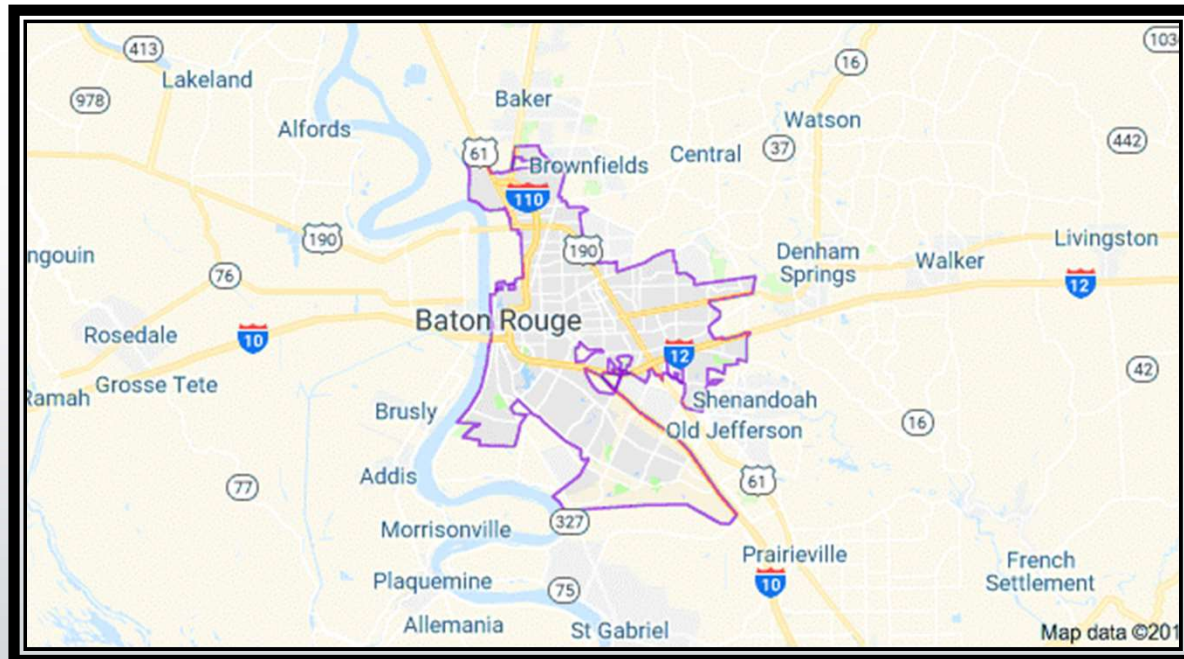 413
103
Lakeland
16
978
Baker
Watson
Alfords
442
37
61
Central
Brownfields
110
190
190
Livingston
Denham
Springs
ngouin
Walker
76
12
Baton Rouge
Rosedale
10
12
42
Grosse Tete
Ramah
Shenandoah
Brusly
16
Old Jefferson
Addis
61
77
327
Morrisonville
Prairieville
French
Settlement
Plaquemine
10
75
Allemania
St Gabriel
Map data ©201